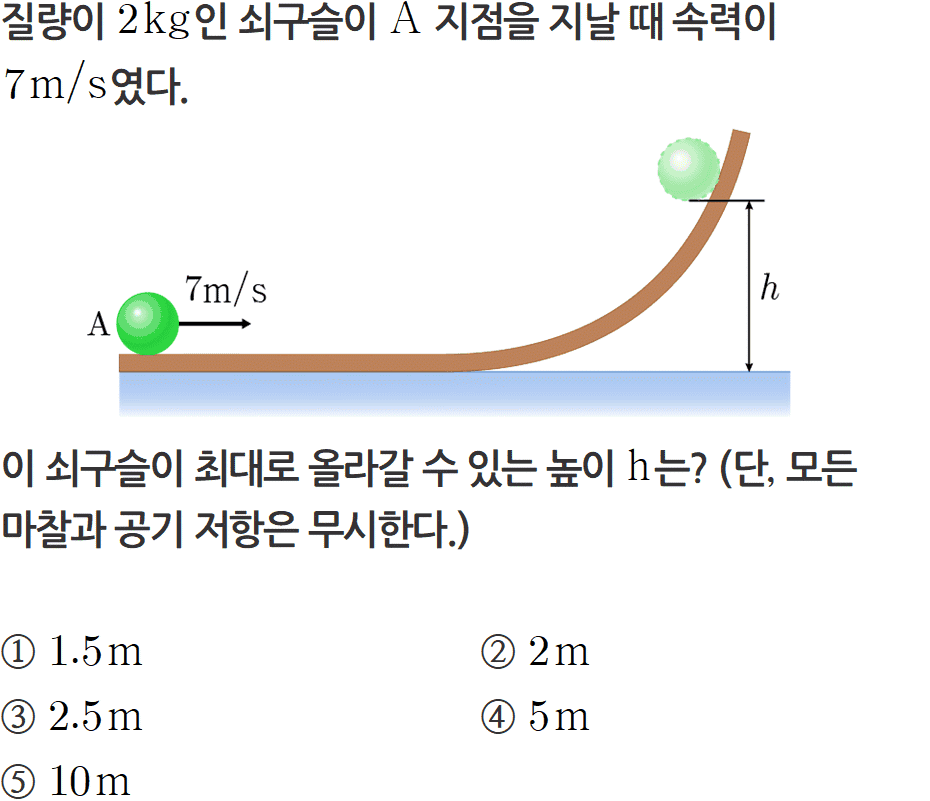 질량이 2kg인 쇠구슬이 A 지점을 지날 때 속력이
7m/s였다.
7m/s
A
h
이 쇠구슬이 최대로 올라갈 수 있는 높이 h는? (단, 모든
마찰과 공기 저항은 무시한다.)
① 1.5m ② 2m
③ 2.5m ④ 5m
⑤ 10m